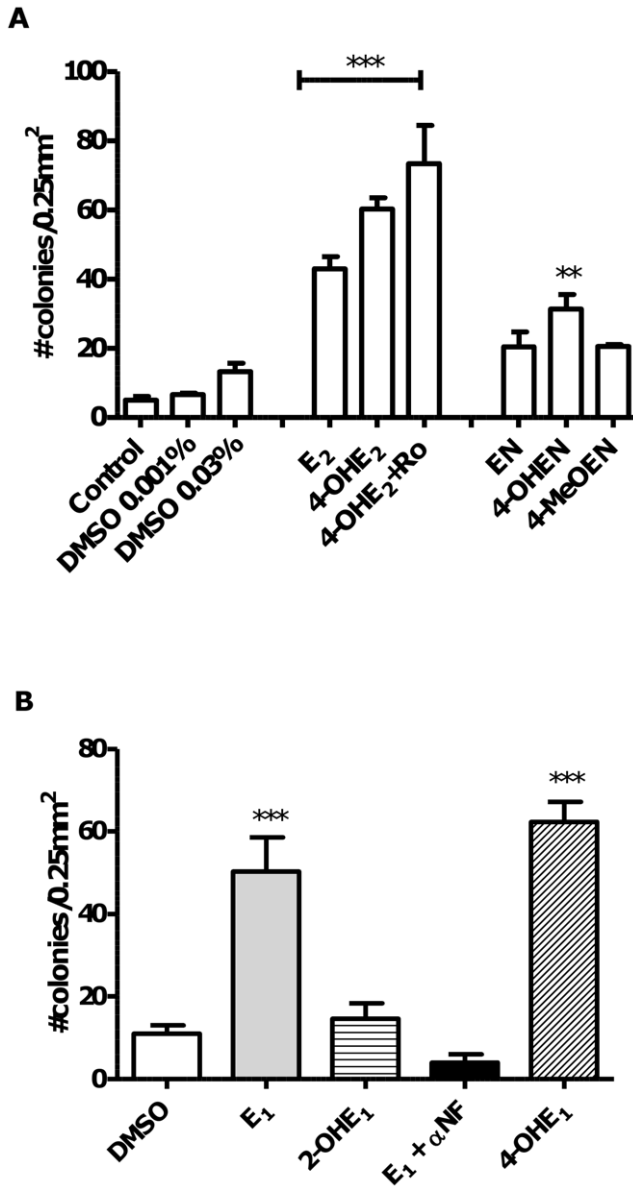 A
***
100
80
60
40
20
0
#colonies/0.25mm²
**
Control
DMSO 0.001%
DMSO 0.03%
E₂
4-OHE₂
4-OHE₂+Ro
EN
4-OHEN
4-MeOEN
B
80
60
40
20
0
#colonies/0.25mm²
***
***
DMSO
E₁
2-OHE₁
E₁ + αNF
4-OHE₁